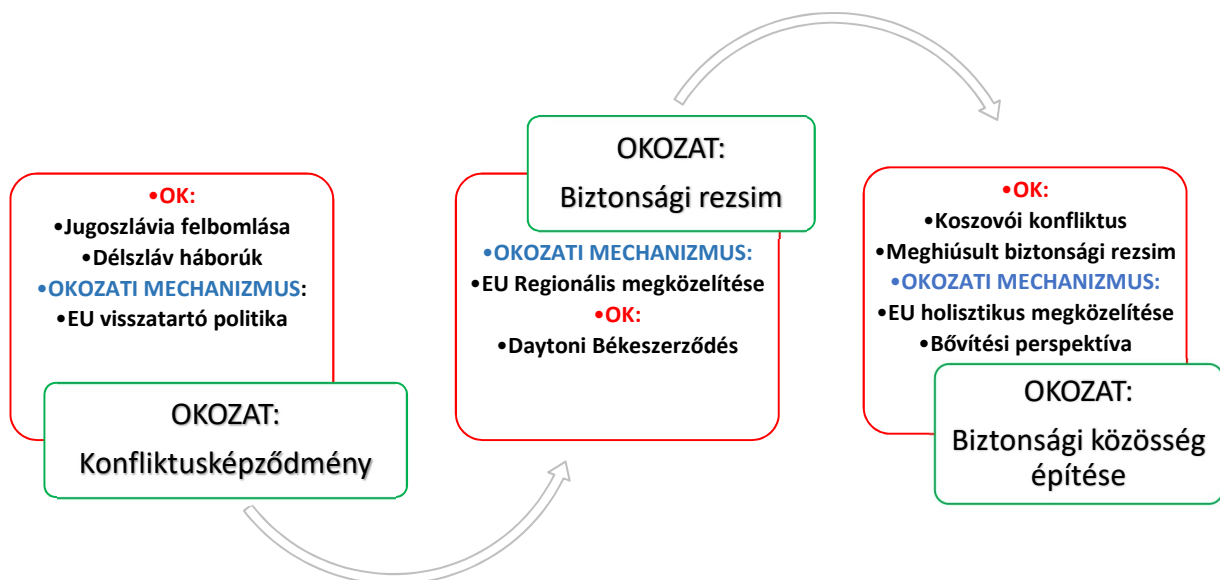 •OK:
•Jugoszlávia felbomlása
•Délszláv háborúk
•OKOZATI MECHANIZMUS:
•EU visszatartó politika
OKOZAT:
Konfliktusképződmény
OKOZAT:
Biztonsági rezsim
•OKOZATI MECHANIZMUS:
•EU Regionális megközelítése
•OK:
•Daytoni Békeszerződés
•OK:
•Koszovói konfliktus
•Meghiúsult biztonsági rezsim
•OKOZATI MECHANIZMUS:
•EU holisztikus megközelítése
•Bővítési perspektíva
OKOZAT:
Biztonsági közösség
építése